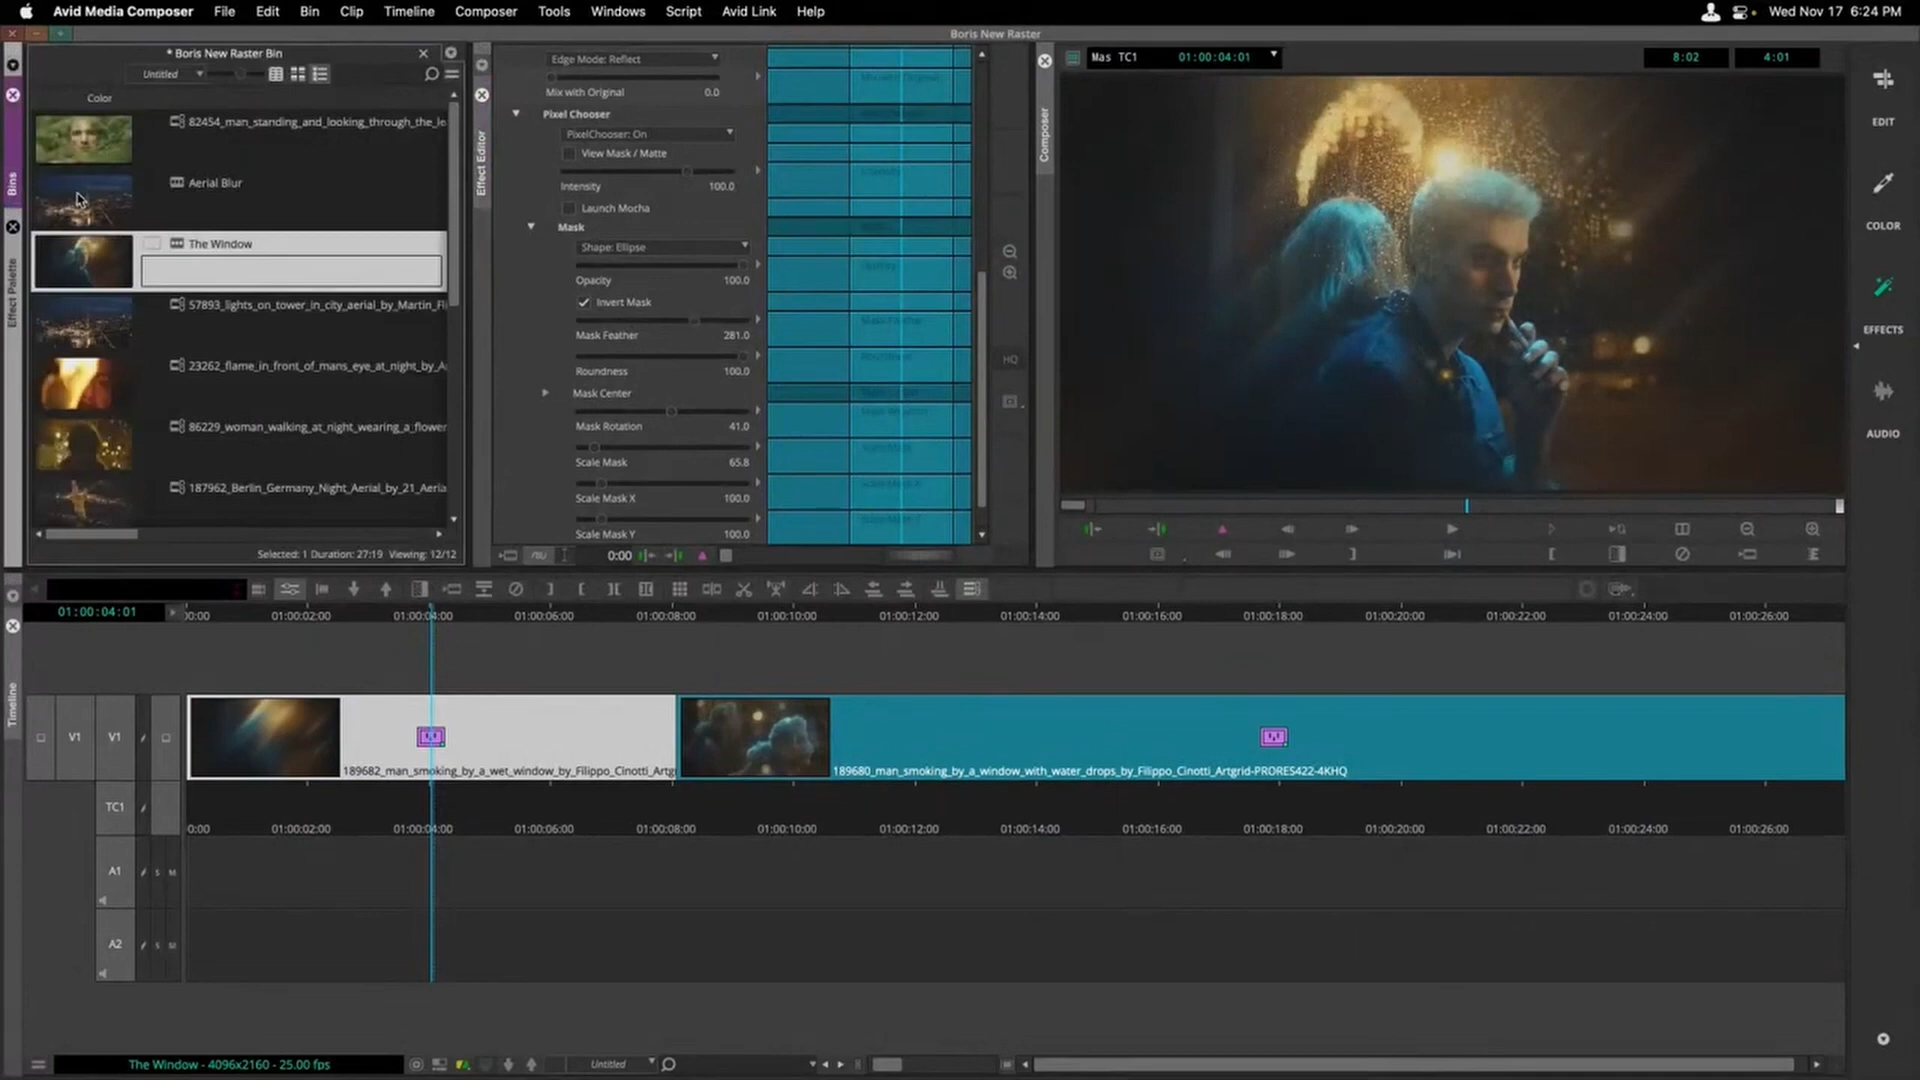 Avid Media Composer File Edit Bin Clip Timeline Composer Tools Windows Script Avid Link Help Wed Nov 17 6:24 PM
Boris New Raster
* Boris New Raster Bin
Untitled
Color
82454_man_standing_and_looking_through_the_le
Aerial Blur
The Window
57893_lights_on_tower_in_city_aerial_by_Martin_Fli
23262_flame_in_front_of_mans_eye_at_night_by_A
86229_woman_walking_at_night_wearing_a_flower
187962_Berlin_Germany_Night_Aerial_by_21_Aeria
Selected: 1 Duration: 27:19 Viewing: 12/12
Bins
Effect Palette
Effect Editor
Edge Mode: Reflect
Mix with Original 0.0
Pixel Chooser
PixelChooser: On
View Mask / Matte
Intensity 100.0
Launch Mocha
Mask
Shape: Ellipse
Opacity 100.0
Invert Mask
Mask Feather 281.0
Roundness 100.0
Mask Center
Mask Rotation 41.0
Scale Mask 65.8
Scale Mask X 100.0
Scale Mask Y 100.0
0:00
HQ
Composer
Mas TC1 01:00:04:01 8:02 4:01
EDIT
COLOR
EFFECTS
AUDIO
Timeline
01:00:04:01
0:00 01:00:02:00 01:00:04:00 01:00:06:00 01:00:08:00 01:00:10:00 01:00:12:00 01:00:14:00 01:00:16:00 01:00:18:00 01:00:20:00 01:00:22:00 01:00:24:00 01:00:26:00
V1 V1
189682_man_smoking_by_a_wet_window_by_Filippo_Cinotti_Artg
189680_man_smoking_by_a_window_with_water_drops_by_Filippo_Cinotti_Artgrid-PRORES422-4KHQ
TC1
0:00 01:00:02:00 01:00:04:00 01:00:06:00 01:00:08:00 01:00:10:00 01:00:12:00 01:00:14:00 01:00:16:00 01:00:18:00 01:00:20:00 01:00:22:00 01:00:24:00 01:00:26:00
A1 S M
A2 S M
The Window - 4096x2160 - 25.00 fps
Untitled